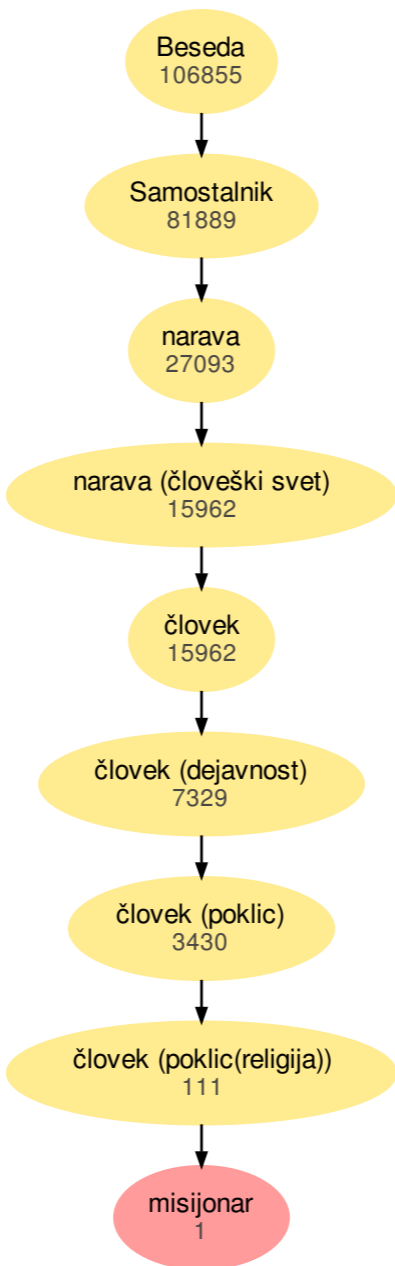 Beseda
106855
Samostalnik
81889
narava
27093
narava (človeški svet)
15962
človek
15962
človek (dejavnost)
7329
človek (poklic)
3430
človek (poklic(religija))
111
misijonar
1